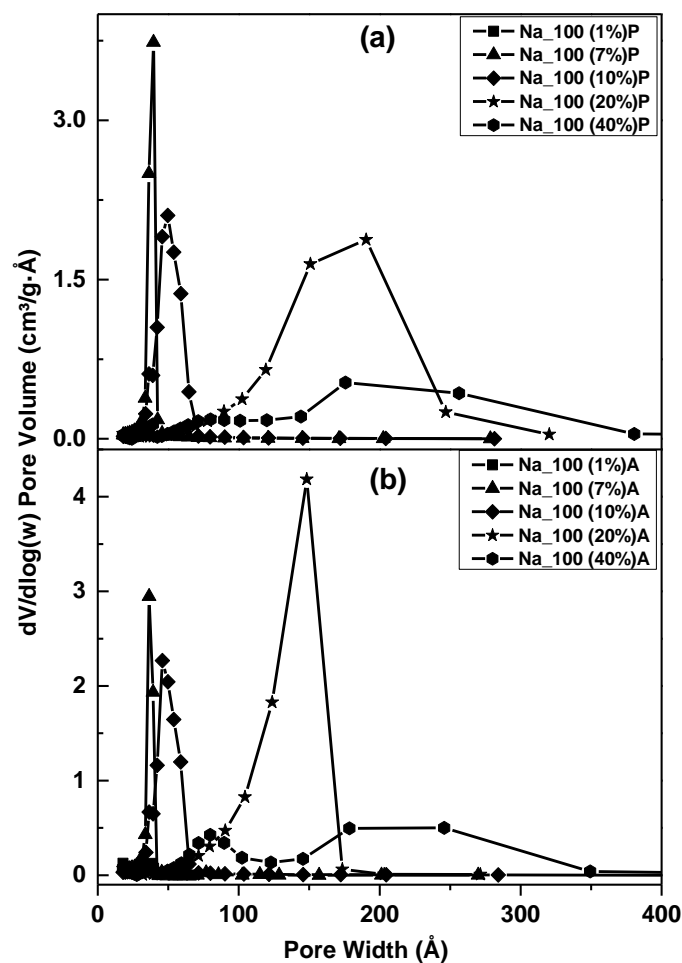 (a)
Na_100 (1%)P
Na_100 (7%)P
Na_100 (10%)P
Na_100 (20%)P
Na_100 (40%)P
3.0
1.5
0.0
dV/dlog(w) Pore Volume (cm³/g·Å)
(b)
Na_100 (1%)A
Na_100 (7%)A
Na_100 (10%)A
Na_100 (20%)A
Na_100 (40%)A
4
3
2
1
0
0 100 200 300 400
Pore Width (Å)